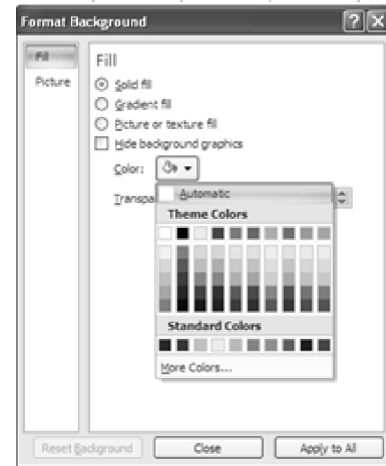 Format Background
Fill
Picture
Fill
Solid fill
Gradient fill
Picture or texture fill
Hide background graphics
Color:
Automatic
Transpa
Theme Colors
Standard Colors
More Colors...
Reset Background
Close
Apply to All